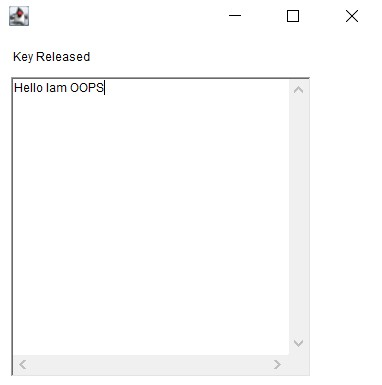 Key Released
Hello Iam OOPS